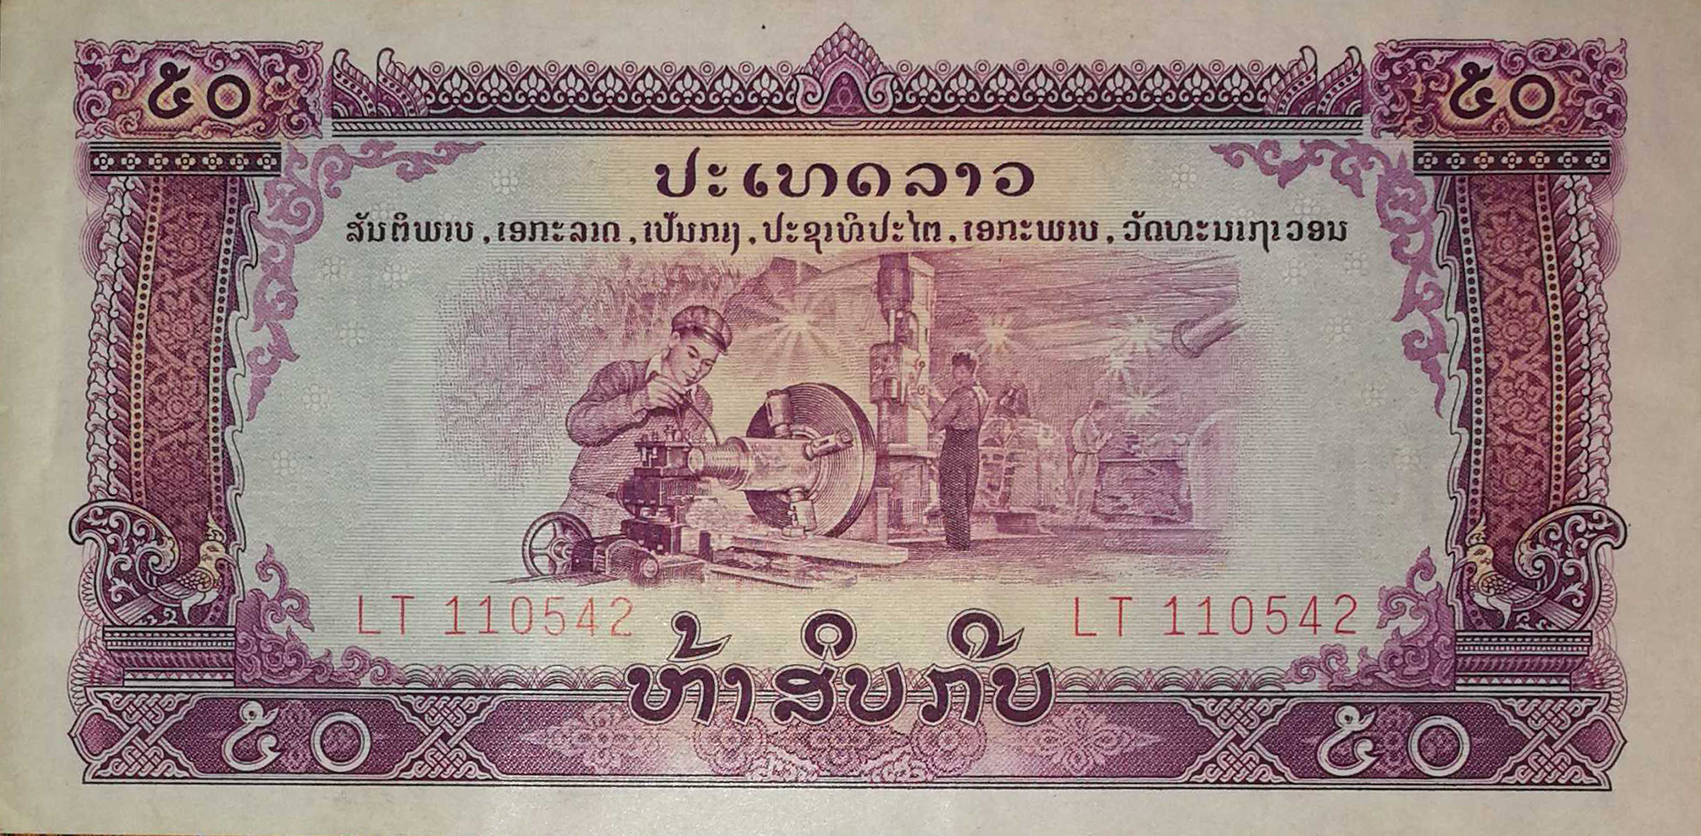 ໕໐ ໕໐
ປະເທດລາວ
ສັນຕິພາບ, ເອກະລາດ, ເປັນກາງ, ປະຊາທິປະໄຕ, ເອກະພາບ, ວັດທະນາຖາວອນ
LT 110542 LT 110542
ຫ້າສິບກີບ
໕໐ ໕໐